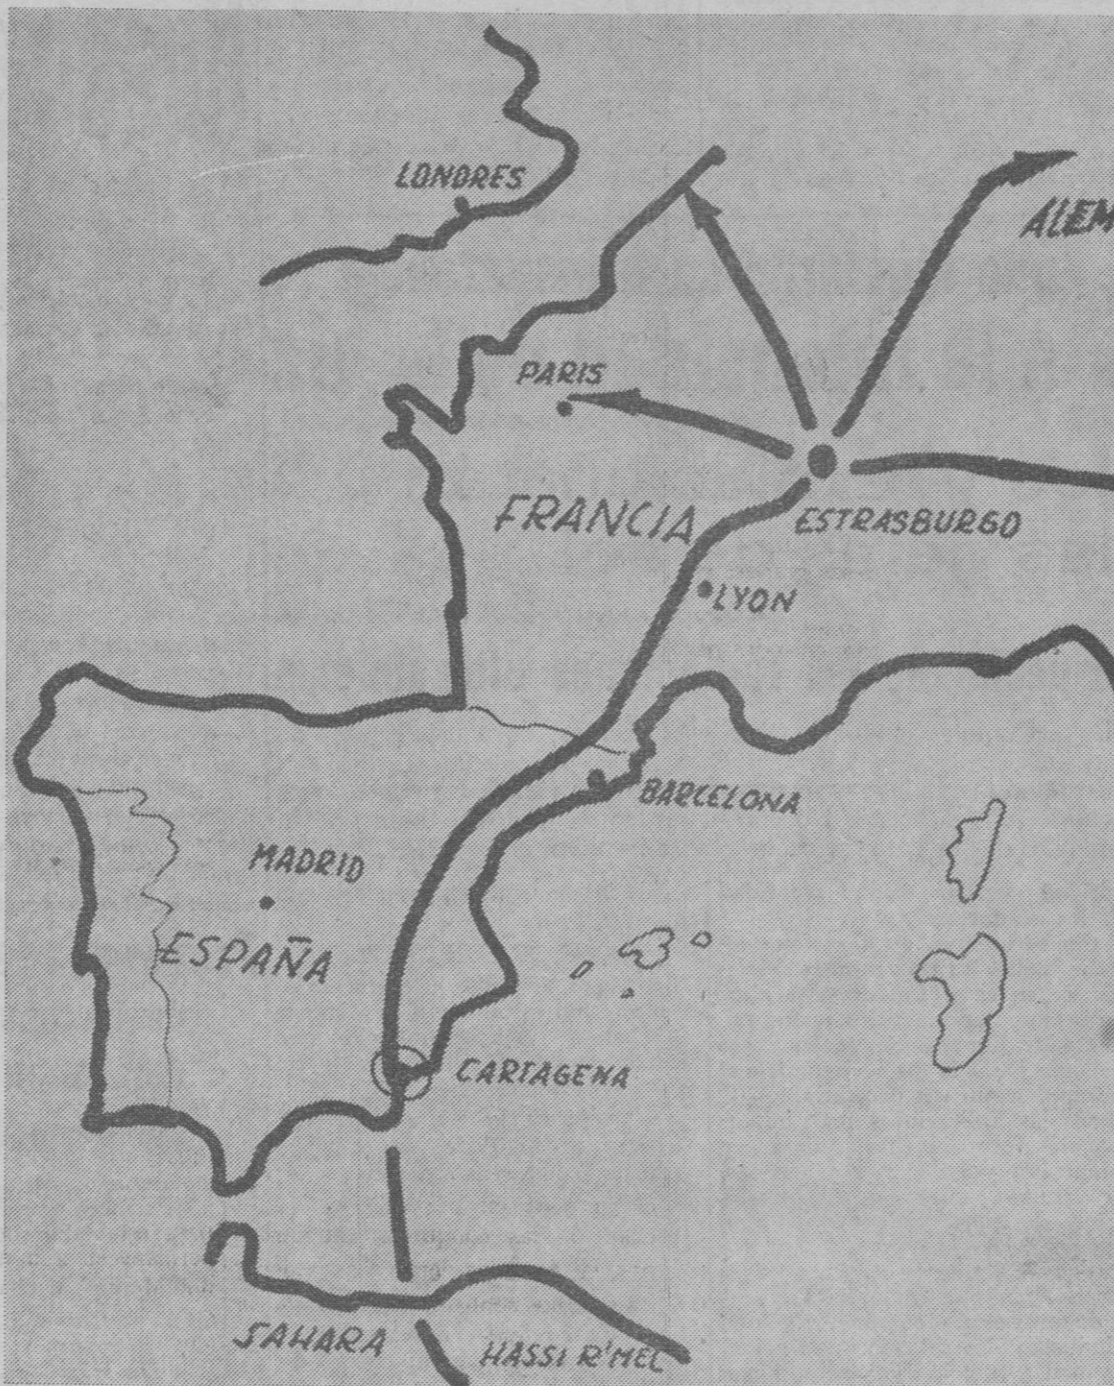 LONDRES
ALEM
PARIS
FRANCIA
ESTRASBURGO
LYON
BARCELONA
MADRID
ESPAÑA
CARTAGENA
SAHARA
HASSI R'MEL